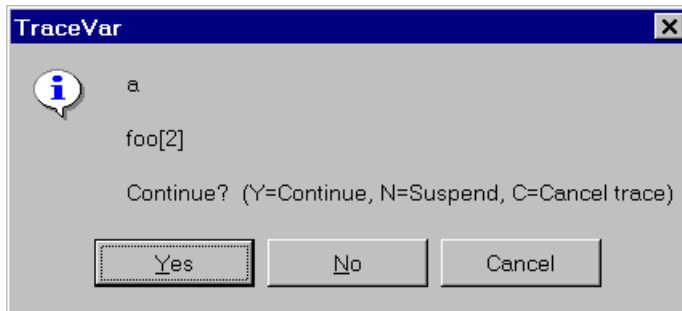 TraceVar
a
foo[2]
Continue?  (Y=Continue, N=Suspend, C=Cancel trace)
Yes No Cancel